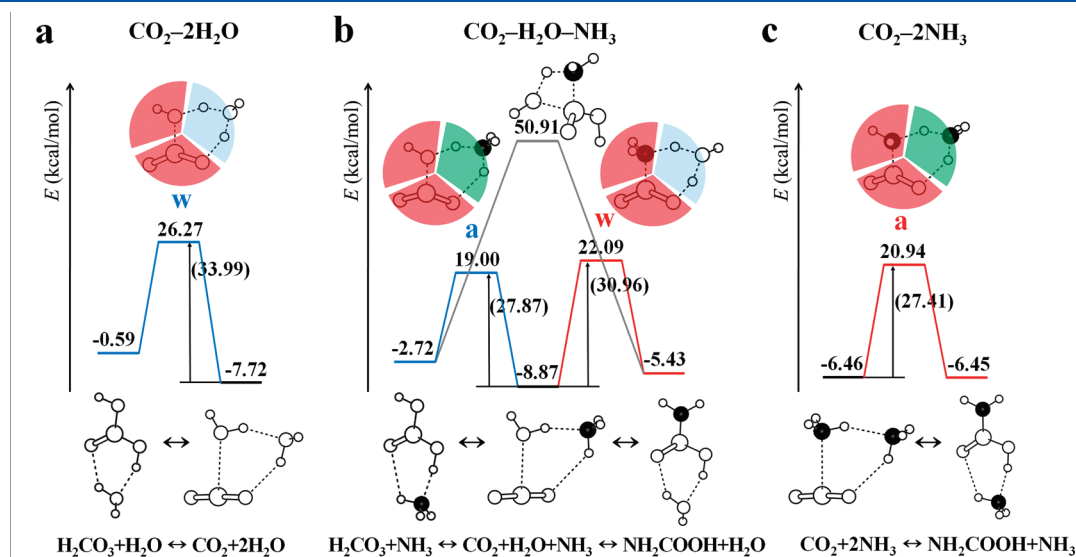 a
CO₂–2H₂O
E (kcal/mol)
w
26.27
(33.99)
-0.59
-7.72
H₂CO₃+H₂O ↔ CO₂+2H₂O
b
CO₂–H₂O–NH₃
E (kcal/mol)
50.91
a
w
19.00
22.09
(27.87)
(30.96)
-2.72
-8.87
-5.43
H₂CO₃+NH₃ ↔ CO₂+H₂O+NH₃ ↔ NH₂COOH+H₂O
c
CO₂–2NH₃
E (kcal/mol)
a
20.94
(27.41)
-6.46
-6.45
CO₂+2NH₃ ↔ NH₂COOH+NH₃